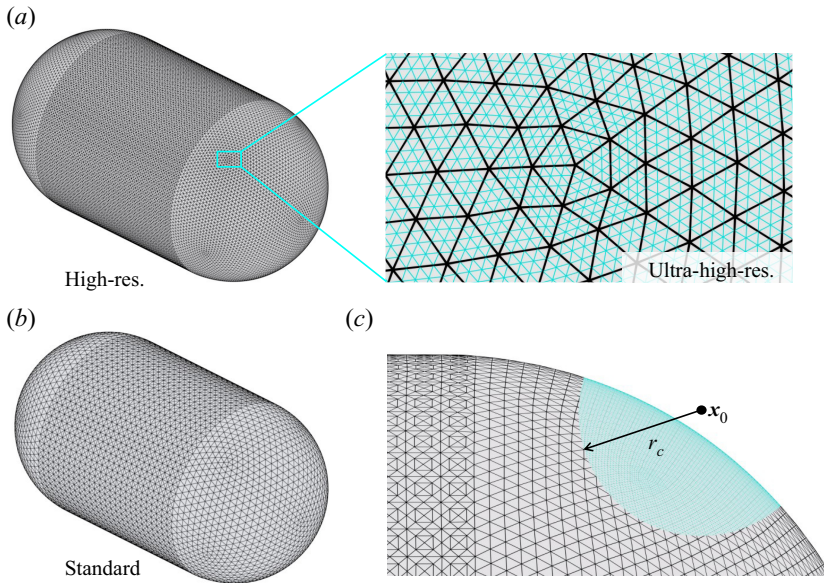 (a)
High-res.
Ultra-high-res.
(b)
(c)
x0
rc
Standard